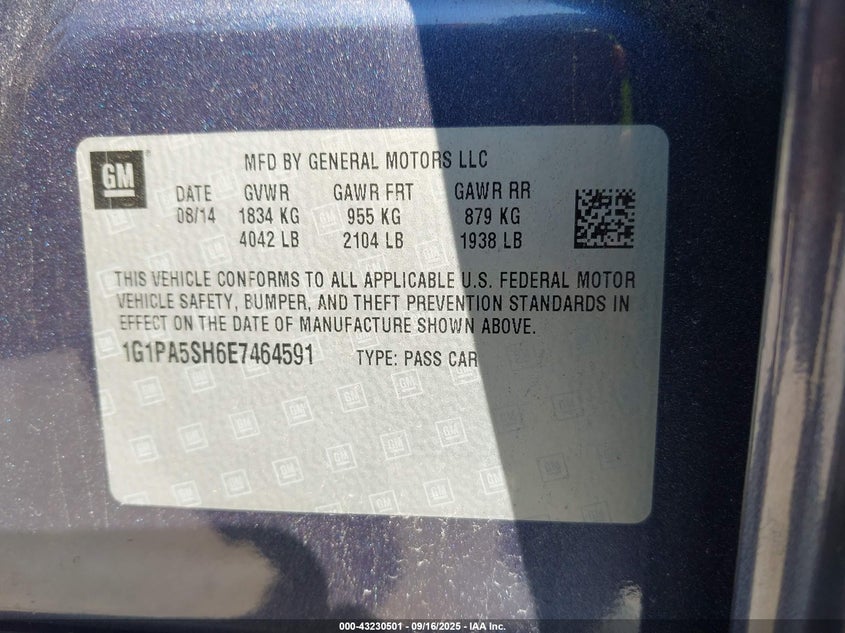 GM
MFD BY GENERAL MOTORS LLC
DATE GVWR GAWR FRT GAWR RR
08/14 1834 KG 955 KG 879 KG
4042 LB 2104 LB 1938 LB
THIS VEHICLE CONFORMS TO ALL APPLICABLE U.S. FEDERAL MOTOR
VEHICLE SAFETY, BUMPER, AND THEFT PREVENTION STANDARDS IN
EFFECT ON THE DATE OF MANUFACTURE SHOWN ABOVE.
1G1PA5SH6E7464591 TYPE: PASS CAR
000-43230501 - 09/16/2025 - IAA Inc.